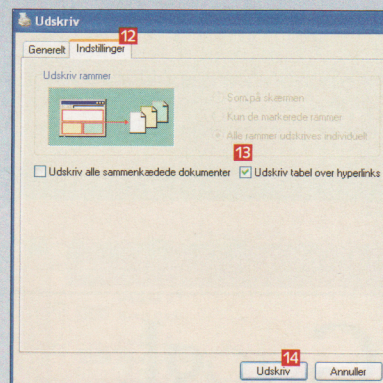 Udskriv
12
Generelt Indstillinger
Udskriv rammer
Som på skærmen
Kun de markerede rammer
Alle rammer udskrives individuelt
13
Udskriv alle sammenkædede dokumenter Udskriv tabel over hyperlinks
14
Udskriv Annuller